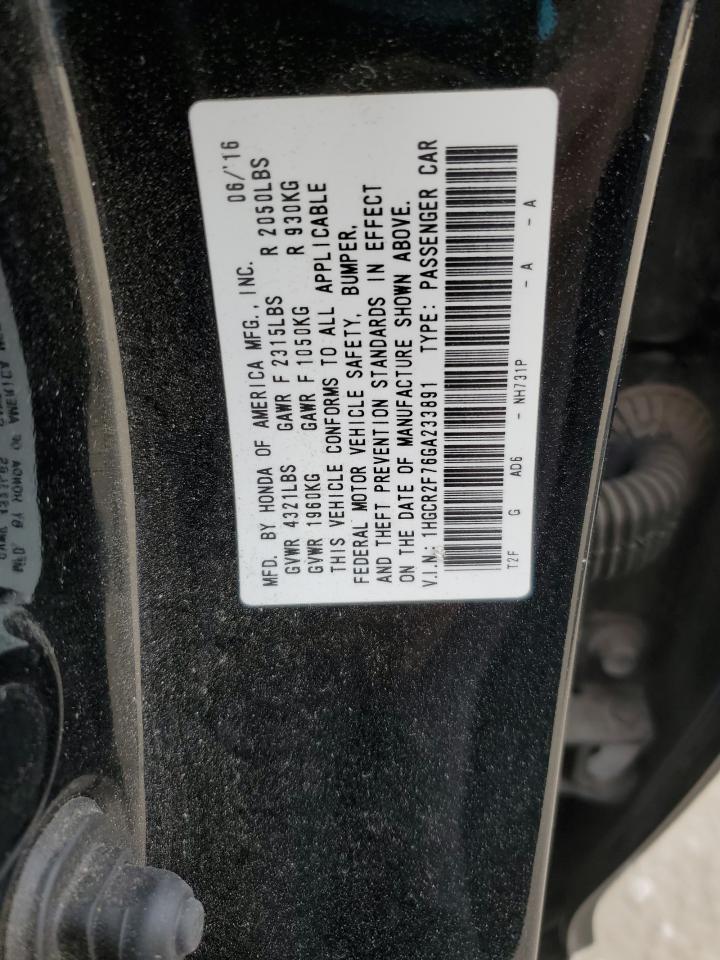 MFD. BY HONDA OF AMERICA MFG., INC. 06/'16
GVWR 4321LBS GAWR F 2315LBS R 2050LBS
GVWR 1960KG GAWR F 1050KG R 930KG
THIS VEHICLE CONFORMS TO ALL APPLICABLE
FEDERAL MOTOR VEHICLE SAFETY, BUMPER,
AND THEFT PREVENTION STANDARDS IN EFFECT
ON THE DATE OF MANUFACTURE SHOWN ABOVE.
V.I.N.: 1HGCR2F76GA233891 TYPE: PASSENGER CAR
T2F G AD6 - NH731P - A - A